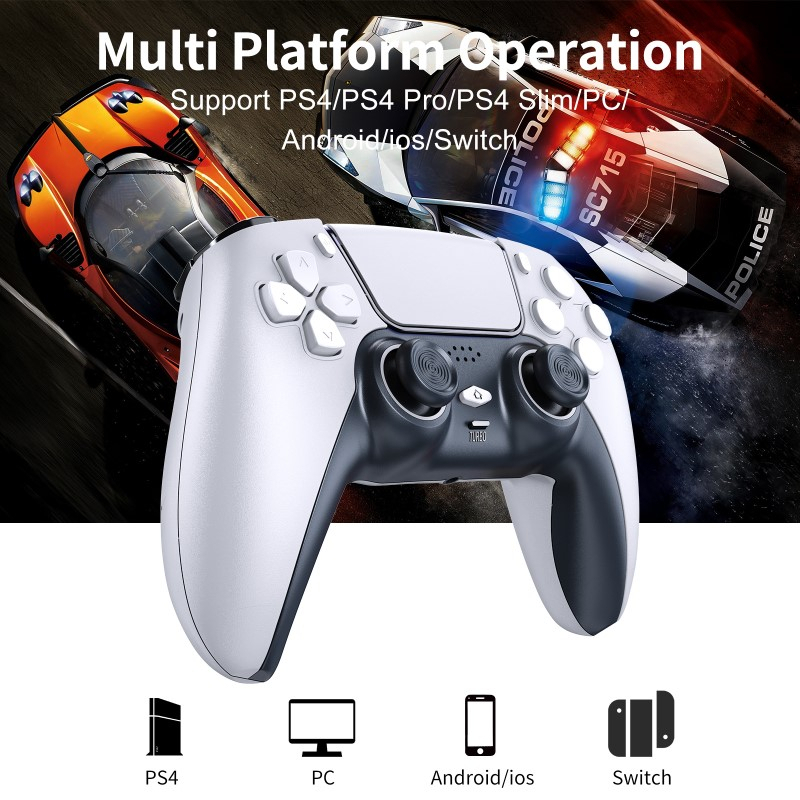 Multi Platform Operation
Support PS4/PS4 Pro/PS4 Slim/PC/
Android/ios/Switch
POLICE
SC715
POLICE
TURBO
PS4
PC
Android/ios
Switch